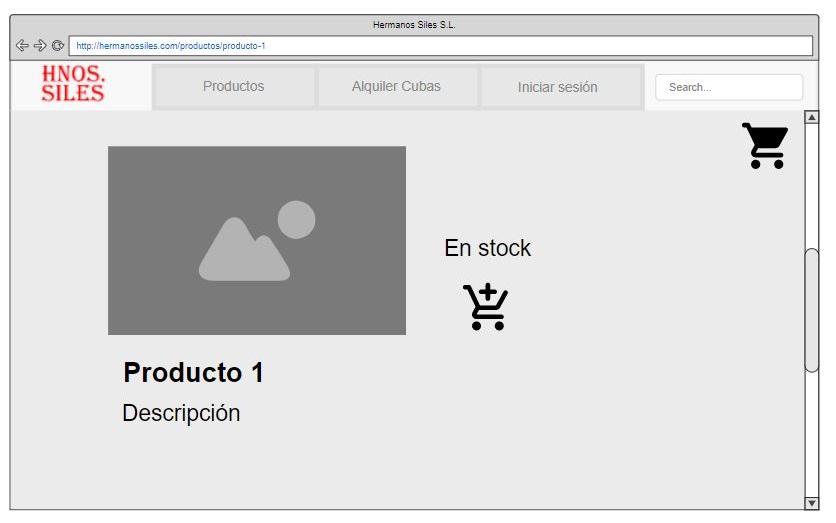 Hermanos Siles S.L.
http://hermanossiles.com/productos/producto-1
HNOS.
SILES
Productos
Alquiler Cubas
Iniciar sesión
Search...
En stock
Producto 1
Descripción